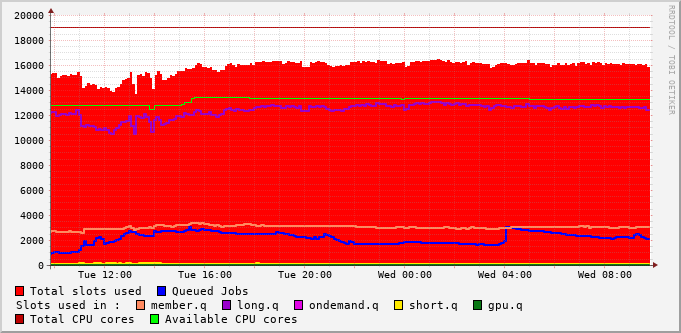 20000
18000
16000
14000
12000
10000
8000
6000
4000
2000
0
Tue 12:00 Tue 16:00 Tue 20:00 Wed 00:00 Wed 04:00 Wed 08:00
Total slots used Queued Jobs
Slots used in : member.q long.q ondemand.q short.q gpu.q
Total CPU cores Available CPU cores
RRDTOOL / TOBI OETIKER